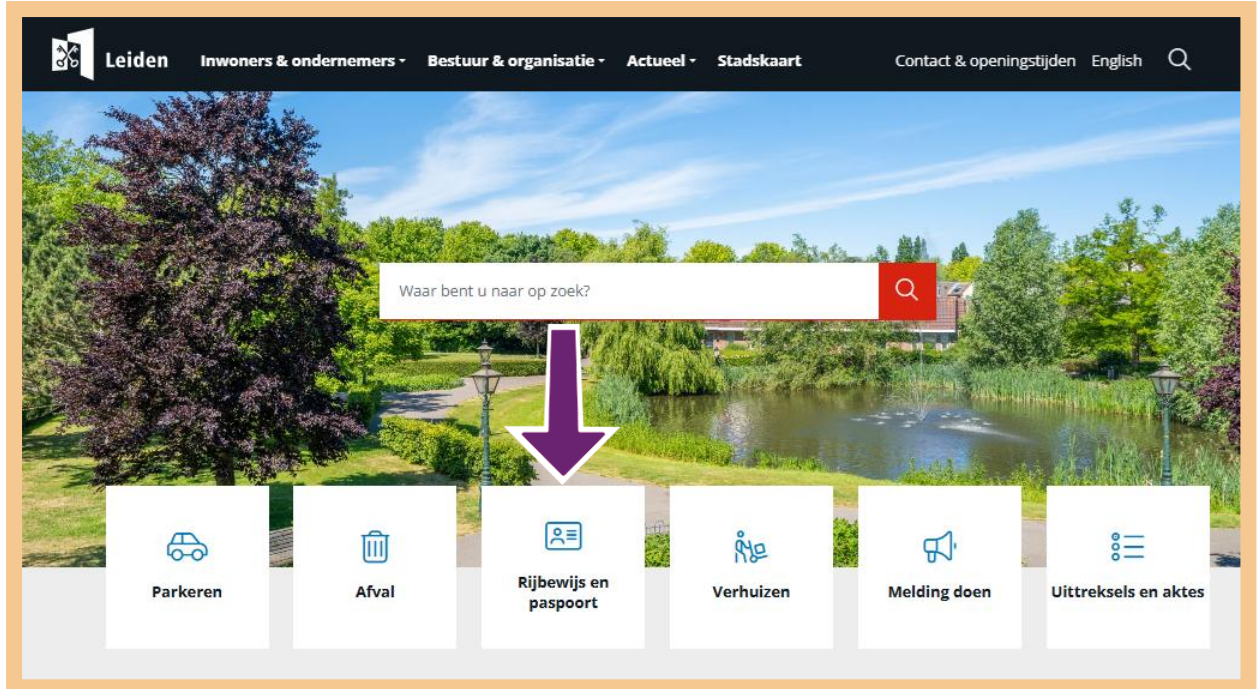 Leiden Inwoners & ondernemers Bestuur & organisatie Actueel Stadskaart Contact & openingstijden English
Waar bent u naar op zoek?
Parkeren
Afval
Rijbewijs en
paspoort
Verhuizen
Melding doen
Uittreksels en aktes